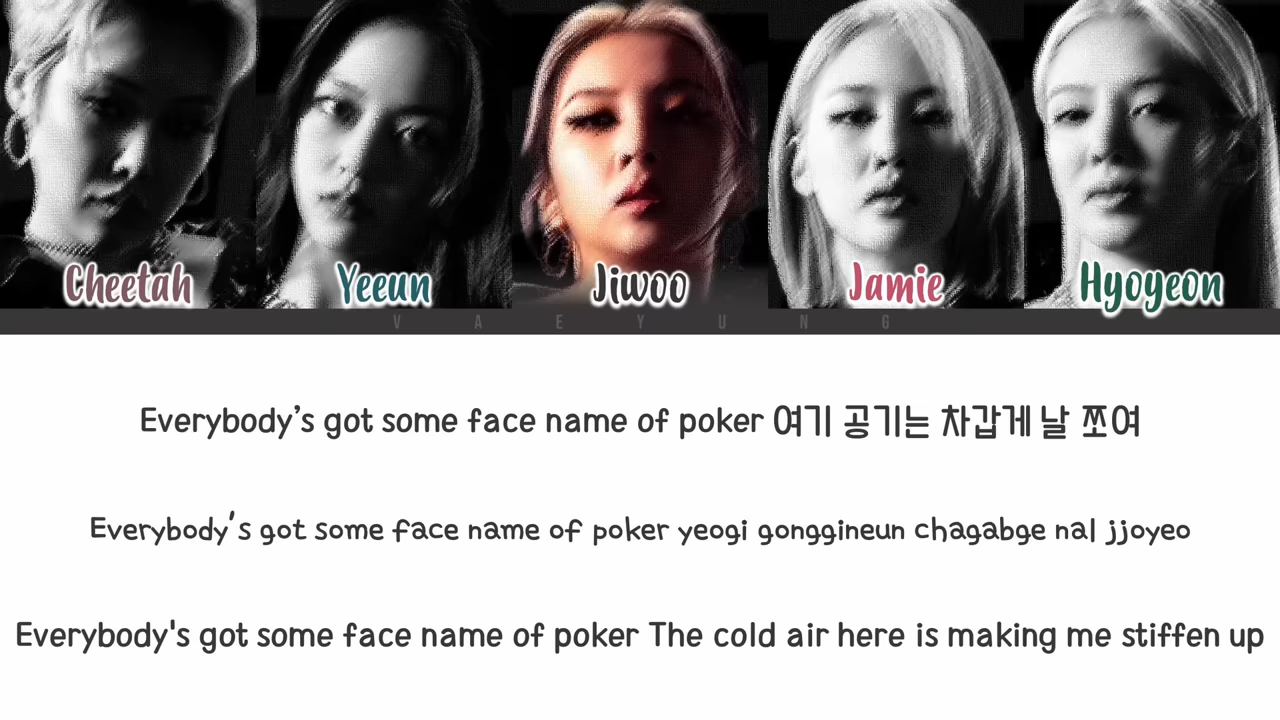 Cheetah Yeeun Jiwoo Jamie Hyoyeon
V A E Y U N G
Everybody’s got some face name of poker 여기 공기는 차갑게 날 쪼여
Everybody's got some face name of poker yeogi gonggineun chagabge nal jjoyeo
Everybody's got some face name of poker The cold air here is making me stiffen up